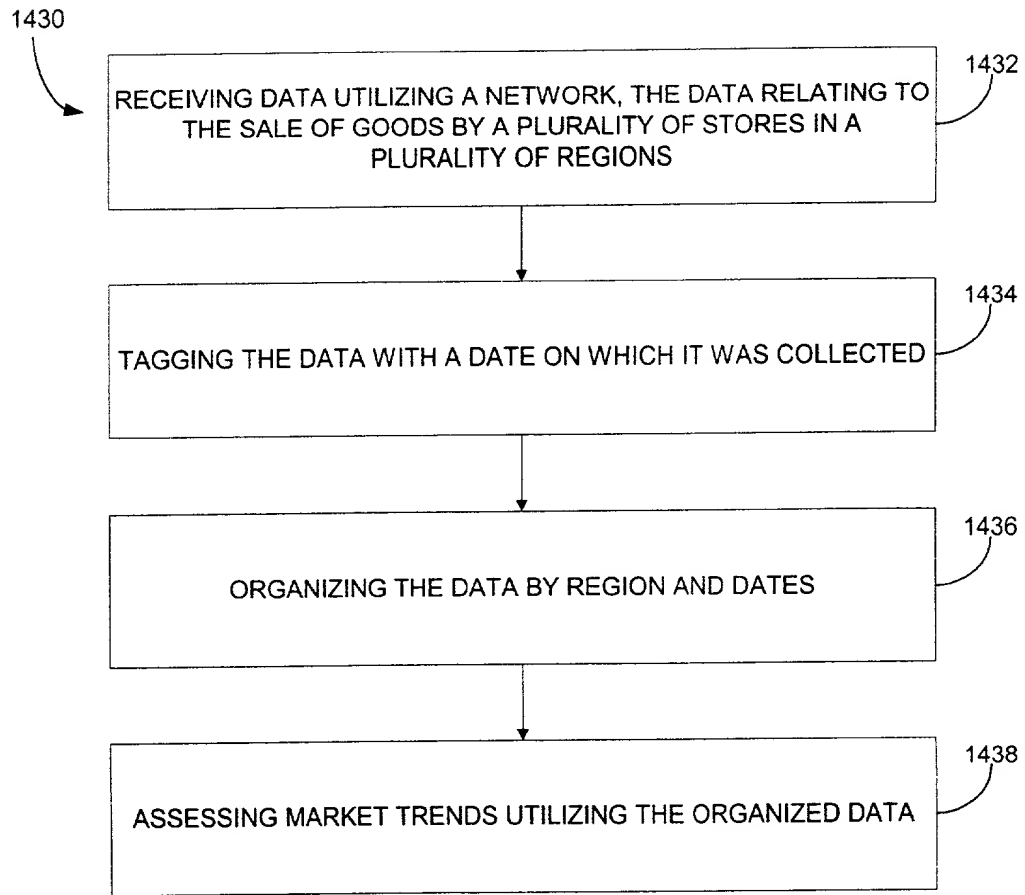 1430
1432
RECEIVING DATA UTILIZING A NETWORK, THE DATA RELATING TO
THE SALE OF GOODS BY A PLURALITY OF STORES IN A
PLURALITY OF REGIONS
1434
TAGGING THE DATA WITH A DATE ON WHICH IT WAS COLLECTED
1436
ORGANIZING THE DATA BY REGION AND DATES
1438
ASSESSING MARKET TRENDS UTILIZING THE ORGANIZED DATA